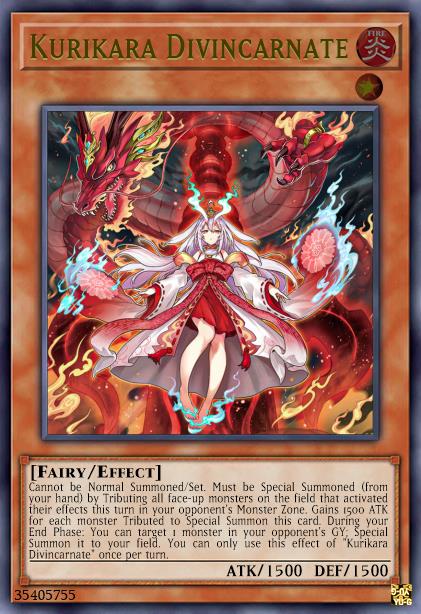 Kurikara Divincarnate
FIRE
炎
[Fairy/Effect]
Cannot be Normal Summoned/Set. Must be Special Summoned (from
your hand) by Tributing all face-up monsters on the field that activated
their effects this turn in your opponent's Monster Zone. Gains 1500 ATK
for each monster Tributed to Special Summon this card. During your
End Phase: You can target 1 monster in your opponent's GY; Special
Summon it to your field. You can only use this effect of "Kurikara
Divincarnate" once per turn.
ATK/1500 DEF/1500
35405755